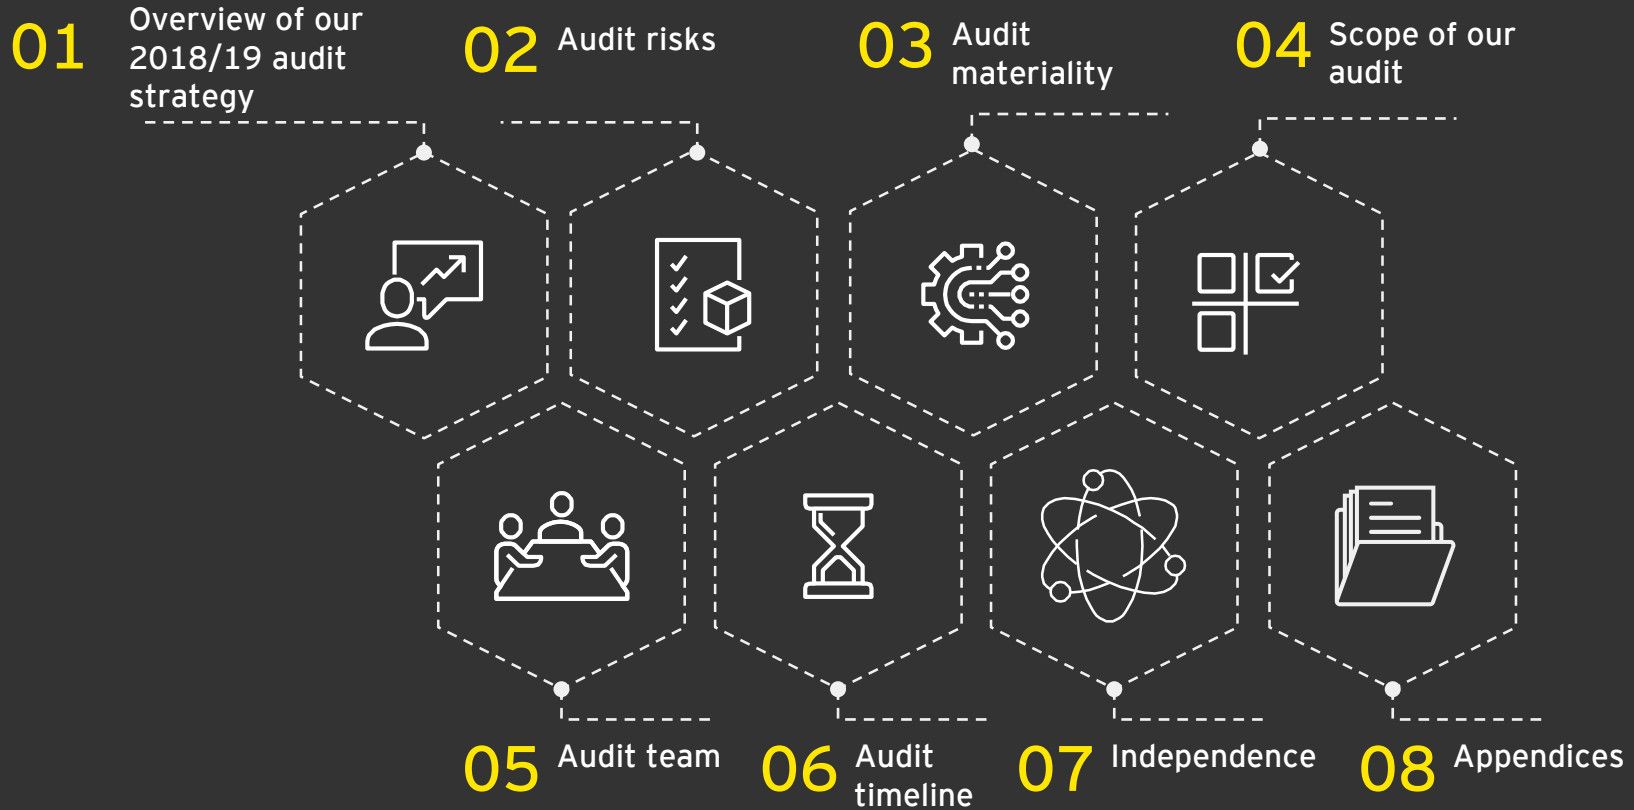 01
Overview of our
2018/19 audit
strategy
02
Audit risks
03
Audit
materiality
04
Scope of our
audit
05
Audit team
06
Audit
timeline
07
Independence
08
Appendices